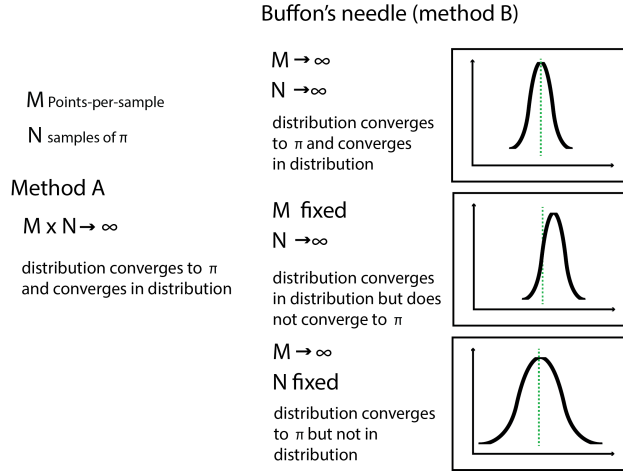 Buffon's needle (method B)
M Points-per-sample
N samples of π
Method A
M x N → ∞
distribution converges to π
and converges in distribution
M → ∞
N → ∞
distribution converges
to π and converges
in distribution
M fixed
N → ∞
distribution converges
in distribution but does
not converge to π
M → ∞
N fixed
distribution converges
to π but not in
distribution